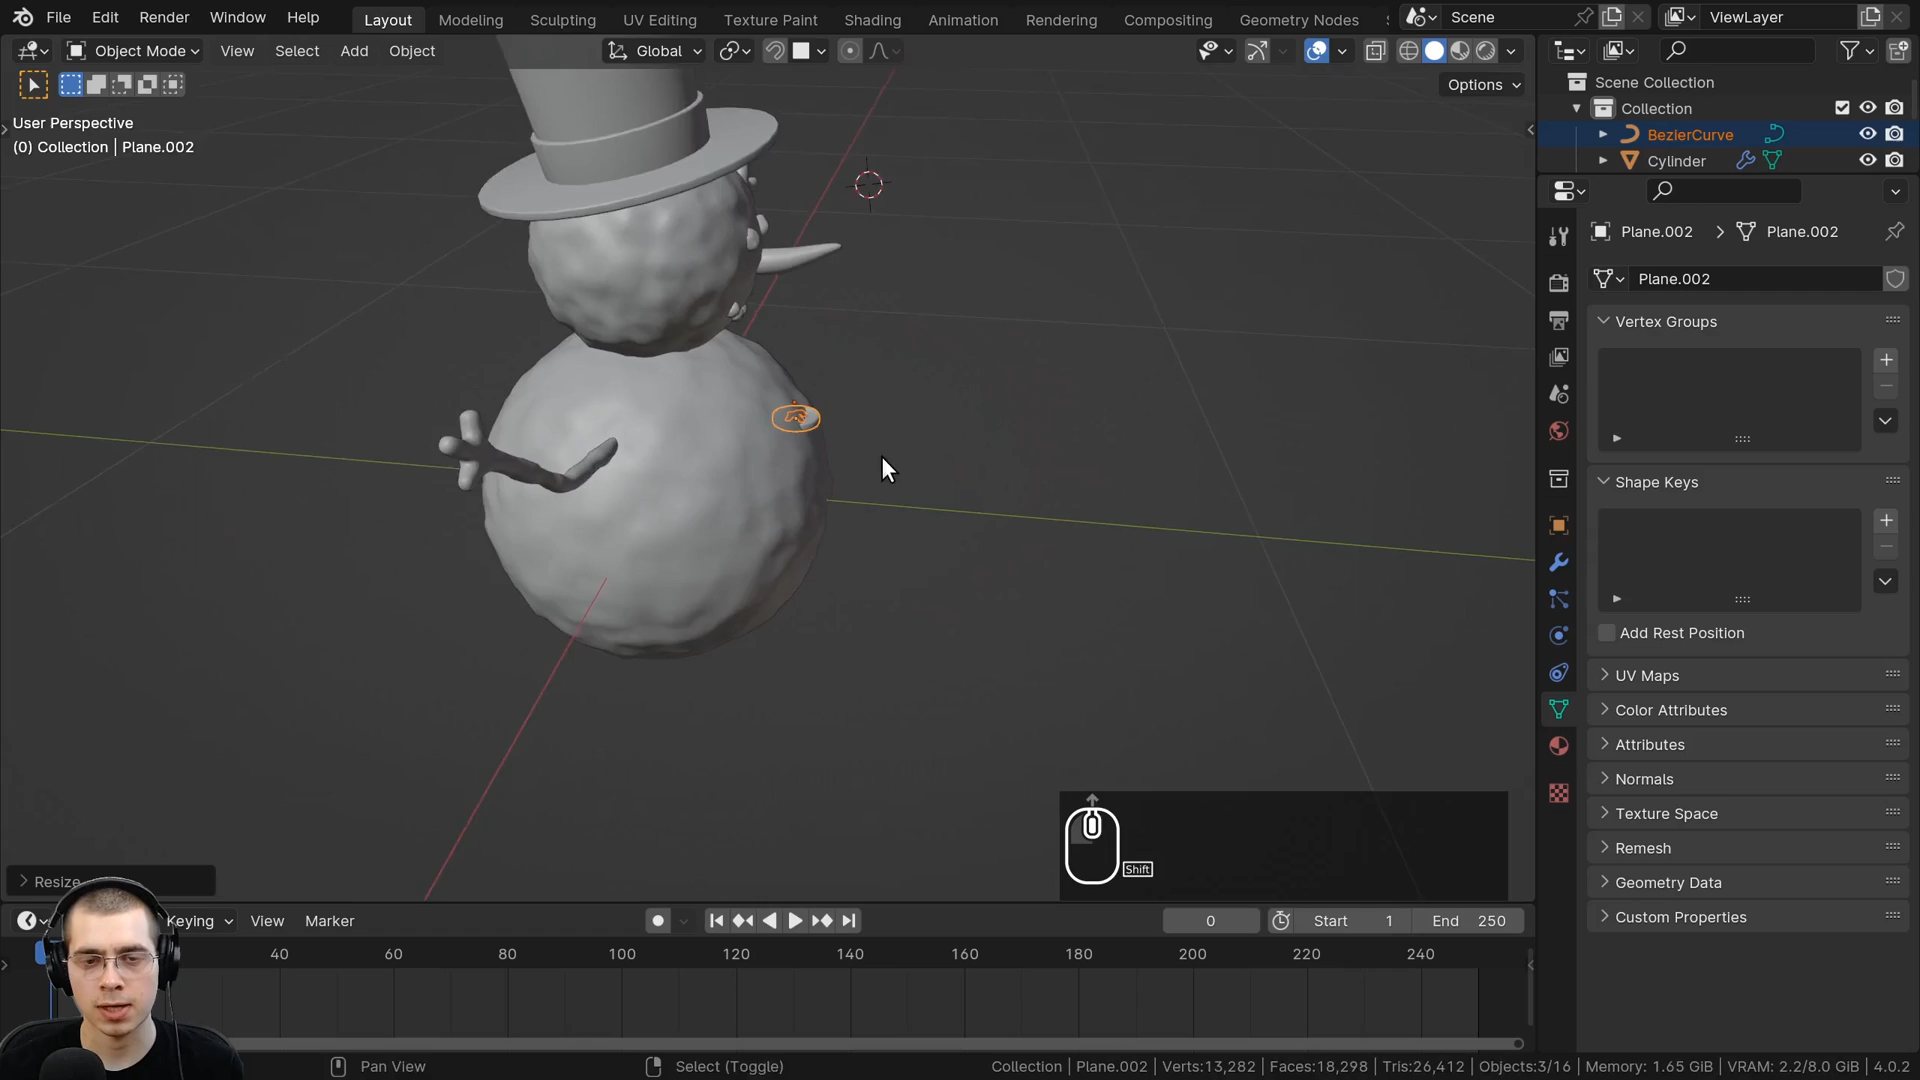 File Edit Render Window Help Layout Modeling Sculpting UV Editing Texture Paint Shading Animation Rendering Compositing Geometry Nodes Scene ViewLayer
Object Mode View Select Add Object Global
Options
User Perspective
(0) Collection | Plane.002
Scene Collection
Collection
BezierCurve
Cylinder
Plane.002 Plane.002
Plane.002
Vertex Groups
Shape Keys
Add Rest Position
UV Maps
Color Attributes
Attributes
Normals
Texture Space
Remesh
Geometry Data
Custom Properties
Shift
Resize
Keying View Marker 0 Start 1 End 250
40 60 80 100 120 140 160 180 200 220 240
Pan View Select (Toggle) Collection | Plane.002 | Verts:13,282 | Faces:18,298 | Tris:26,412 | Objects:3/16 | Memory: 1.65 GiB | VRAM: 2.2/8.0 GiB | 4.0.2